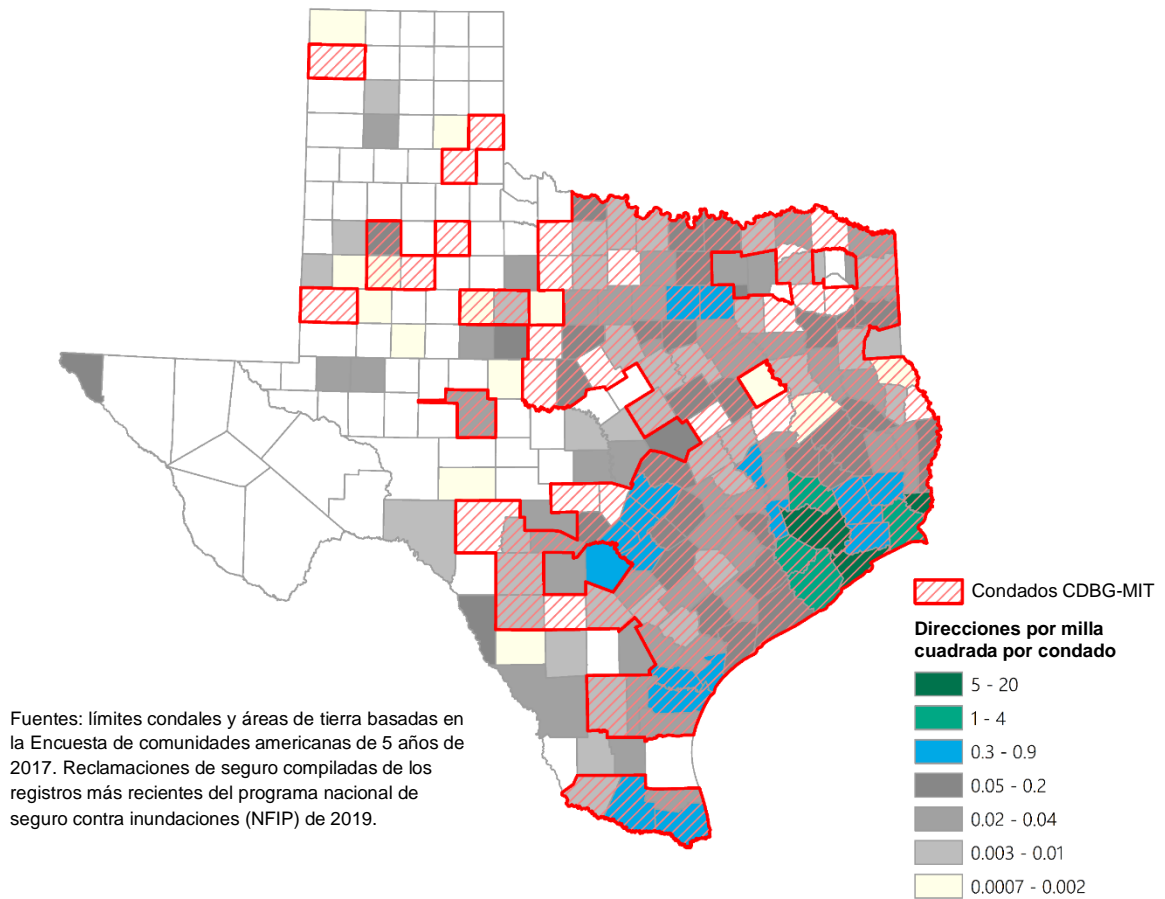 Condados CDBG-MIT
Direcciones por milla
cuadrada por condado
5 - 20
1 - 4
0.3 - 0.9
0.05 - 0.2
0.02 - 0.04
0.003 - 0.01
0.0007 - 0.002
Fuentes: límites condales y áreas de tierra basadas en
la Encuesta de comunidades americanas de 5 años de
2017. Reclamaciones de seguro compiladas de los
registros más recientes del programa nacional de
seguro contra inundaciones (NFIP) de 2019.